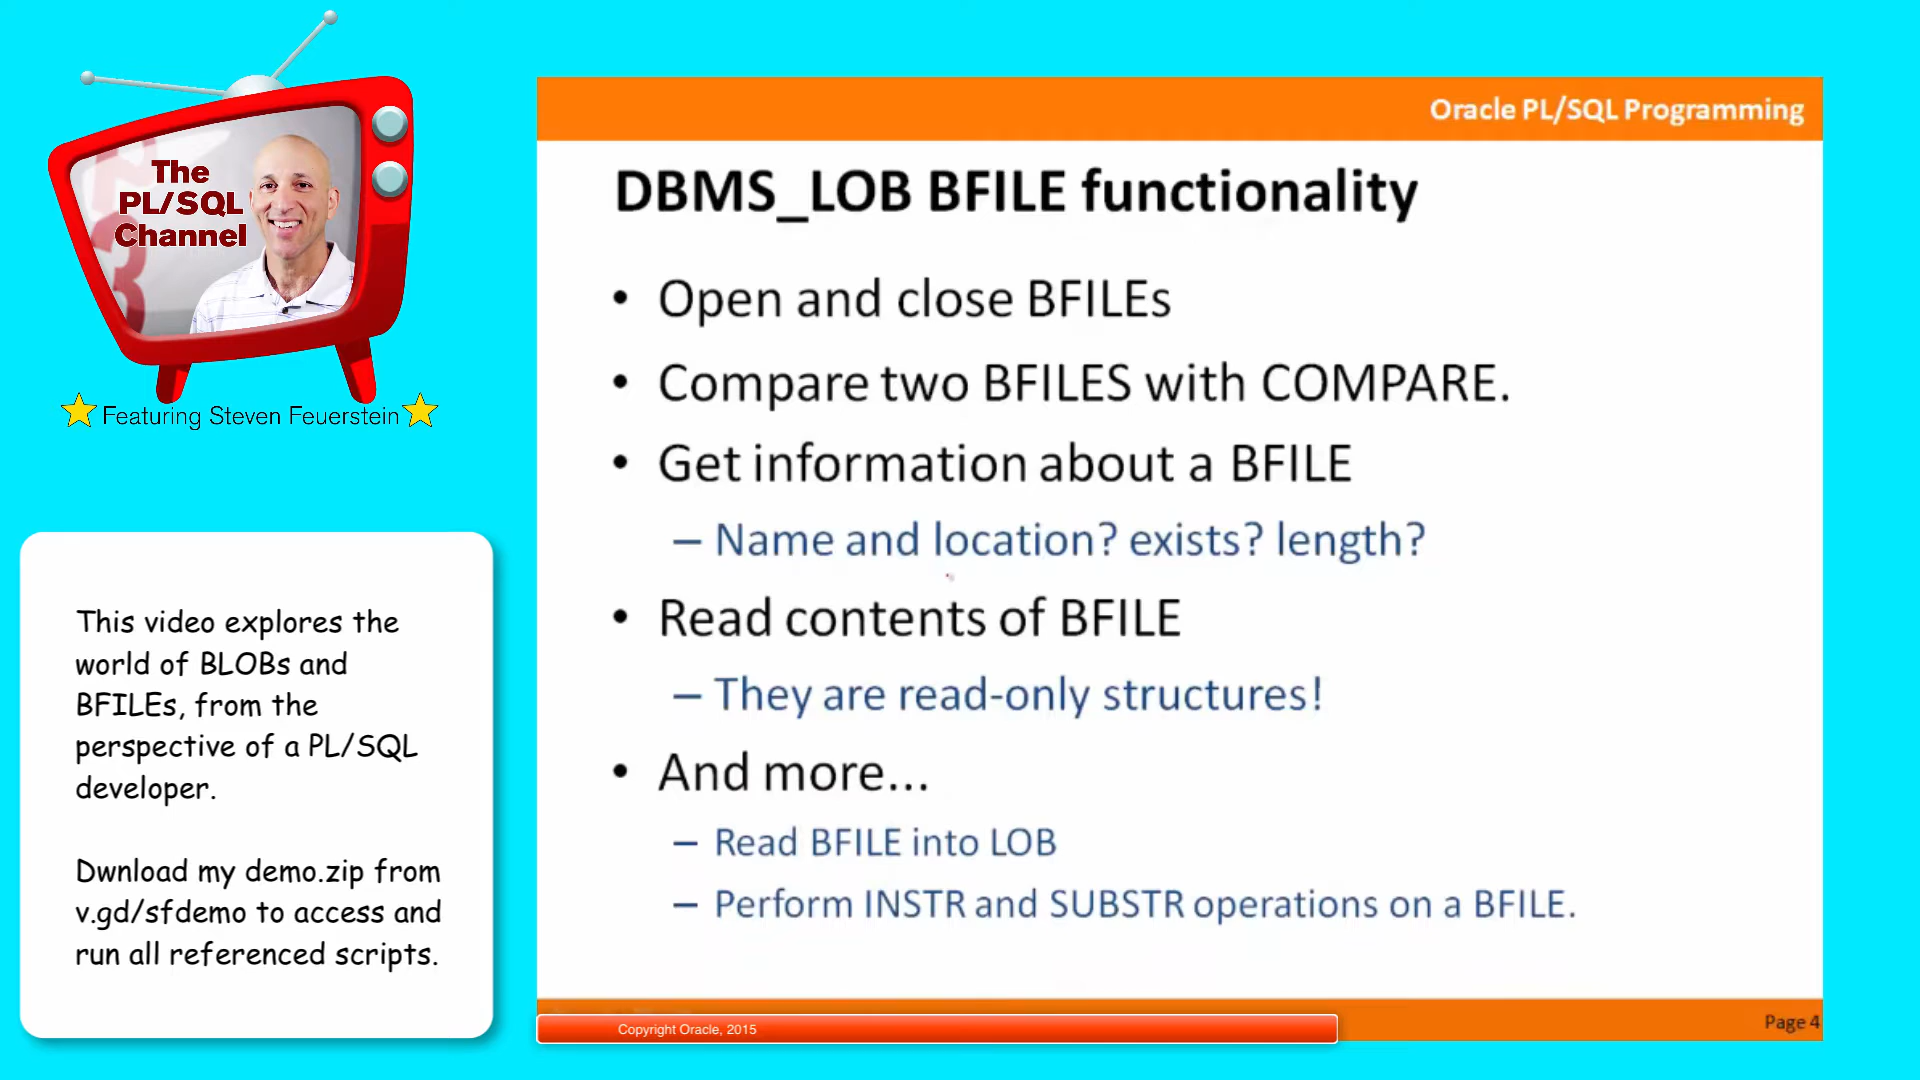 The
PL/SQL
Channel
Featuring Steven Feuerstein
This video explores the
world of BLOBs and
BFILEs, from the
perspective of a PL/SQL
developer.
Dwnload my demo.zip from
v.gd/sfdemo to access and
run all referenced scripts.
Oracle PL/SQL Programming
DBMS_LOB BFILE functionality
• Open and close BFILEs
• Compare two BFILES with COMPARE.
• Get information about a BFILE
– Name and location? exists? length?
• Read contents of BFILE
– They are read-only structures!
• And more...
– Read BFILE into LOB
– Perform INSTR and SUBSTR operations on a BFILE.
Copyright Oracle, 2015
Page 4